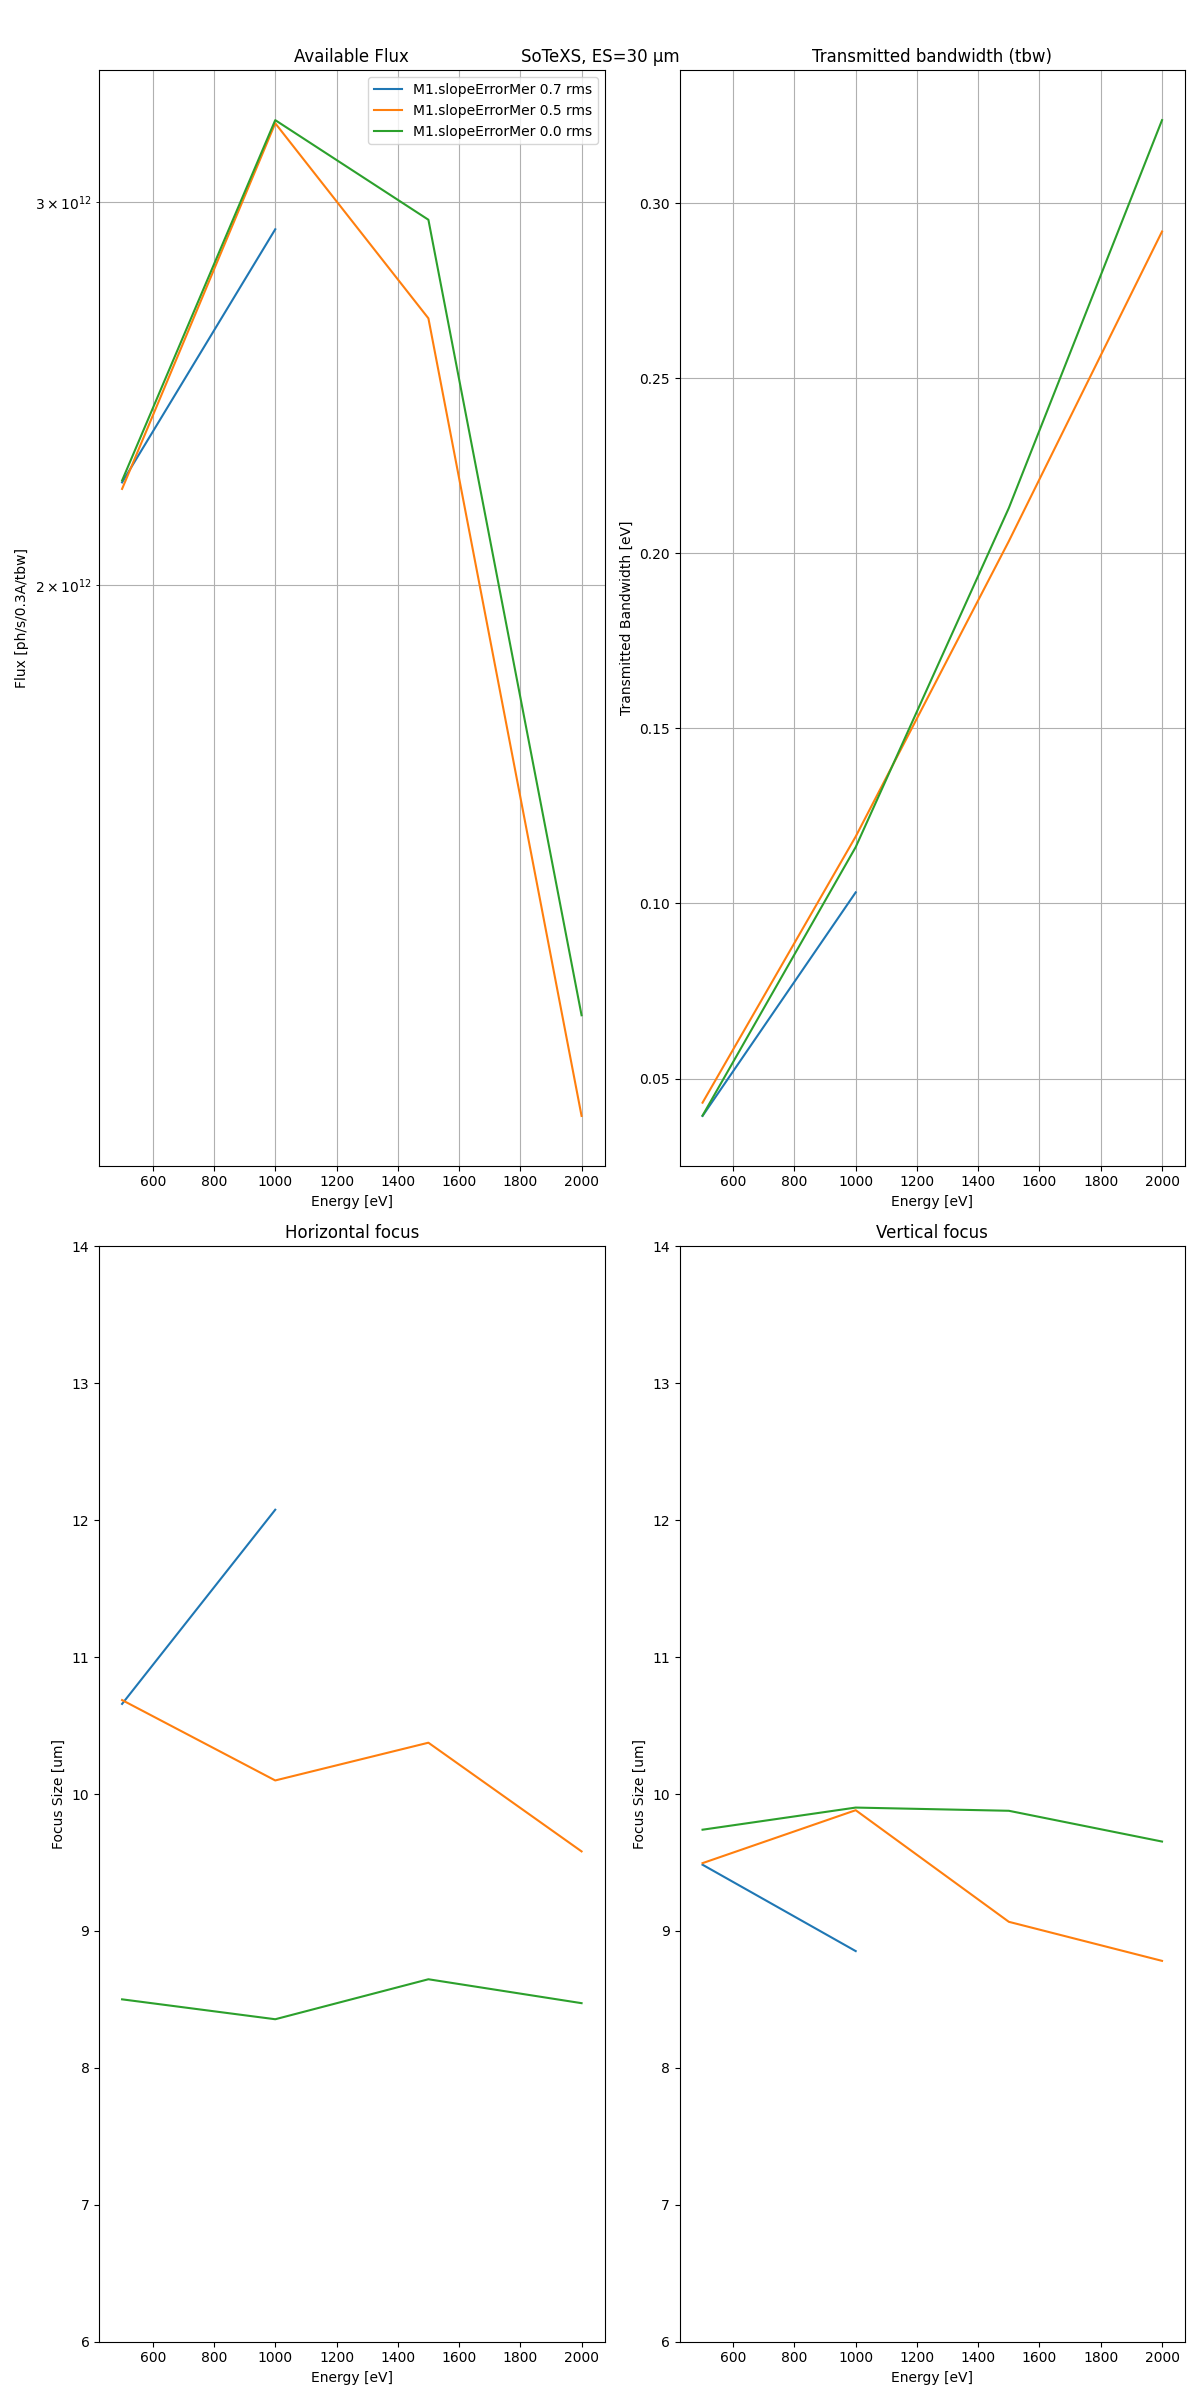 SoTeXS, ES=30 μm
Available Flux
M1.slopeErrorMer 0.7 rms
M1.slopeErrorMer 0.5 rms
M1.slopeErrorMer 0.0 rms
3 × 10¹²
2 × 10¹²
Flux [ph/s/0.3A/tbw]
600 800 1000 1200 1400 1600 1800 2000
Energy [eV]
Transmitted bandwidth (tbw)
0.30
0.25
0.20
0.15
0.10
0.05
Transmitted Bandwidth [eV]
600 800 1000 1200 1400 1600 1800 2000
Energy [eV]
Horizontal focus
14
13
12
11
10
9
8
7
6
Focus Size [um]
600 800 1000 1200 1400 1600 1800 2000
Energy [eV]
Vertical focus
14
13
12
11
10
9
8
7
6
Focus Size [um]
600 800 1000 1200 1400 1600 1800 2000
Energy [eV]